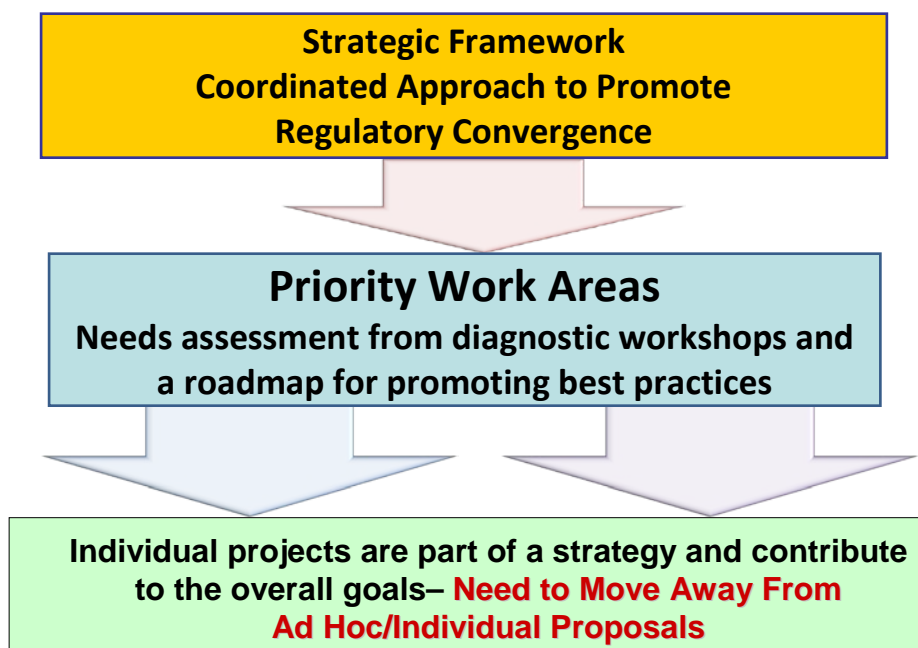 Strategic Framework
Coordinated Approach to Promote
Regulatory Convergence
Priority Work Areas
Needs assessment from diagnostic workshops and
a roadmap for promoting best practices
Individual projects are part of a strategy and contribute
to the overall goals– Need to Move Away From
Ad Hoc/Individual Proposals